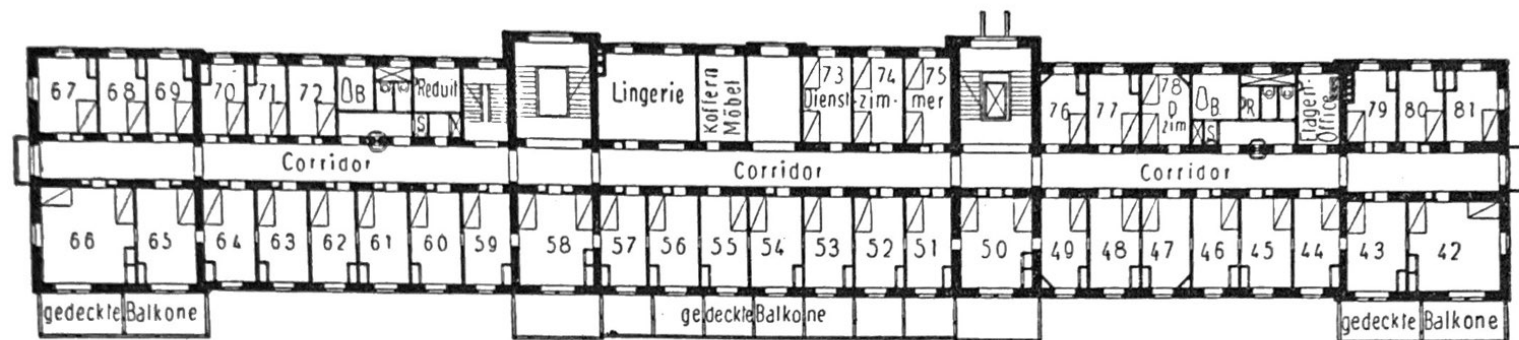 67 68 69 70 71 72 B Reduit Lingerie Koffern 73 74 75 76 77 78 B PR Etagen- 79 80 81
S Möbel Dienst- -zim- mer D S Office
zim
Corridor Corridor Corridor
66 65 64 63 62 61 60 59 58 57 56 55 54 53 52 51 50 49 48 47 46 45 44 43 42
gedeckte Balkone gedeckte Balkone gedeckte Balkone